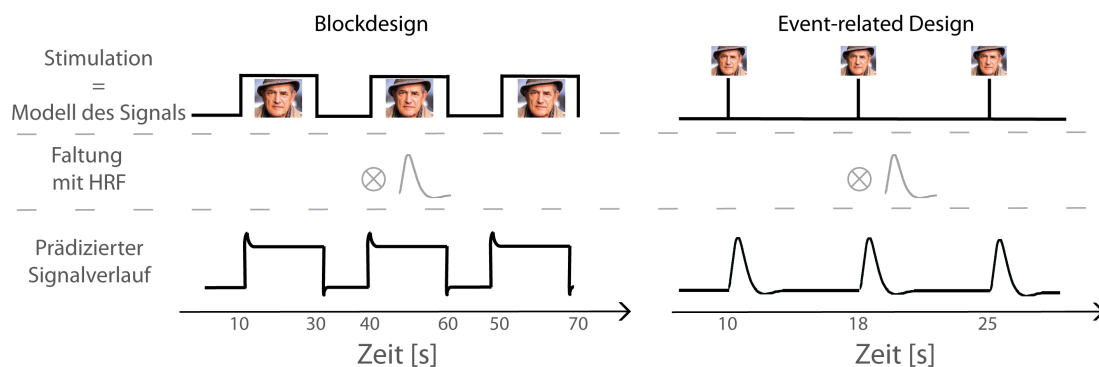 Blockdesign
Event-related Design
Stimulation
=
Modell des Signals
Faltung
mit HRF
Prädizierter
Signalverlauf
10 30 40 60 50 70
Zeit [s]
10 18 25
Zeit [s]